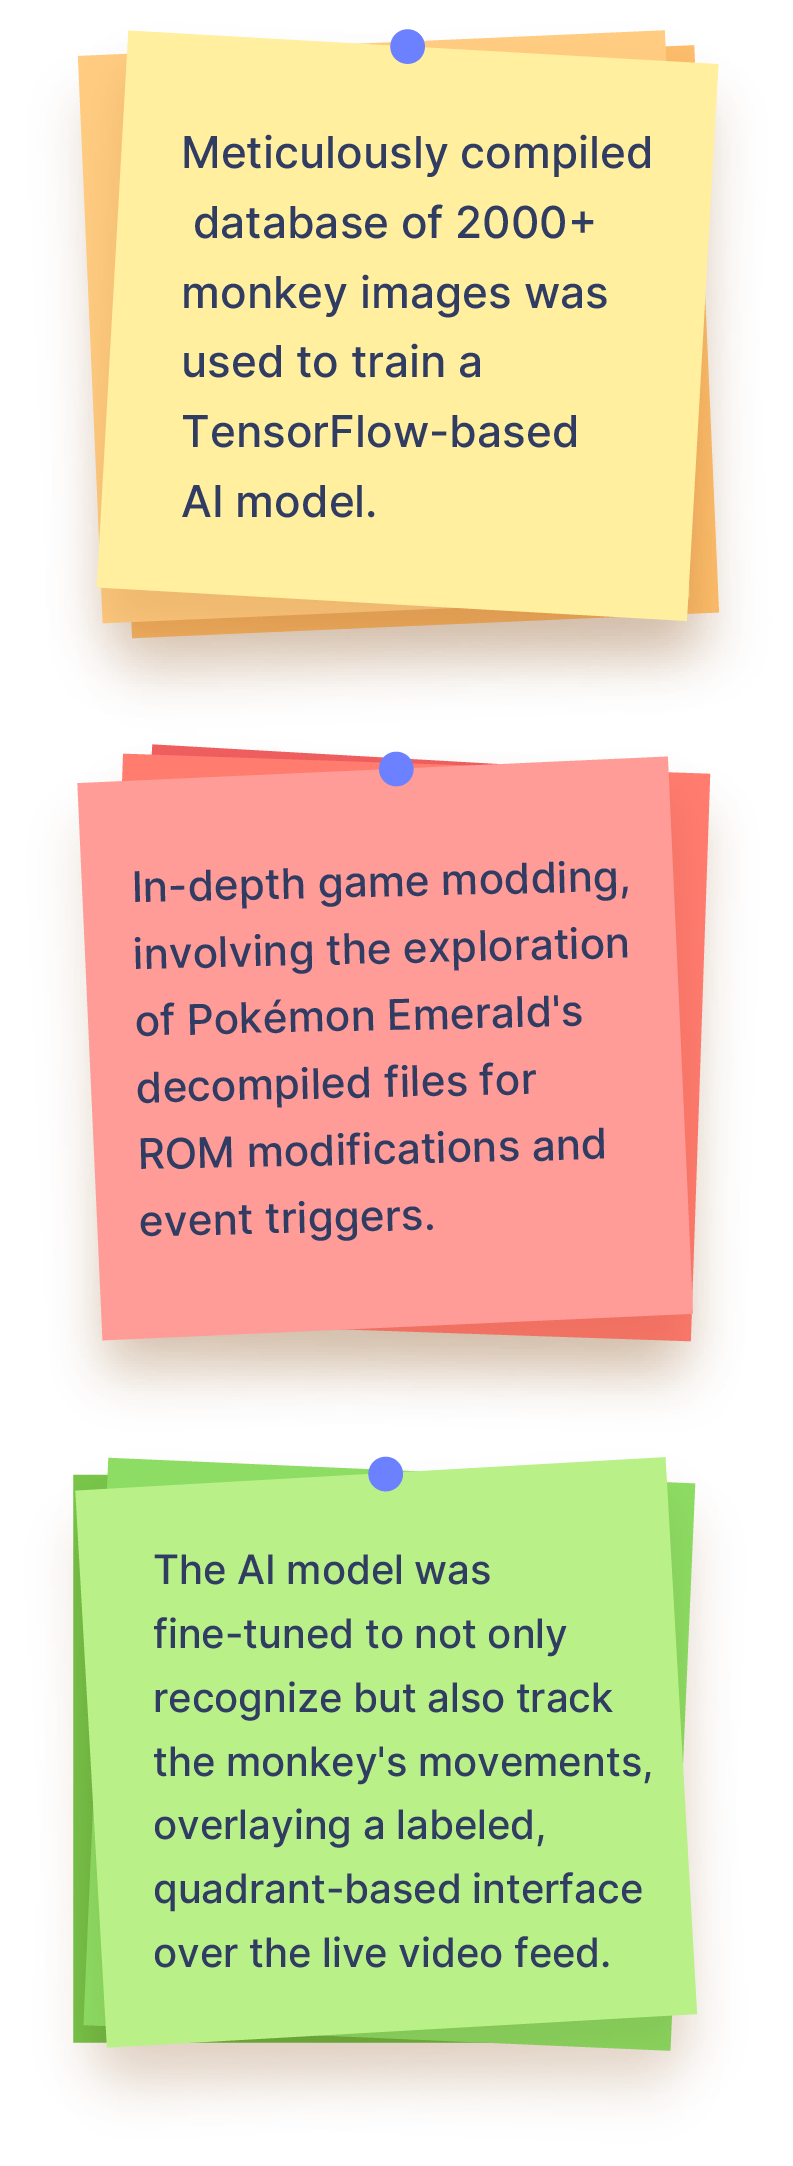 Meticulously compiled
database of 2000+
monkey images was
used to train a
TensorFlow-based
AI model.
In-depth game modding,
involving the exploration
of Pokémon Emerald's
decompiled files for
ROM modifications and
event triggers.
The AI model was
fine-tuned to not only
recognize but also track
the monkey's movements,
overlaying a labeled,
quadrant-based interface
over the live video feed.